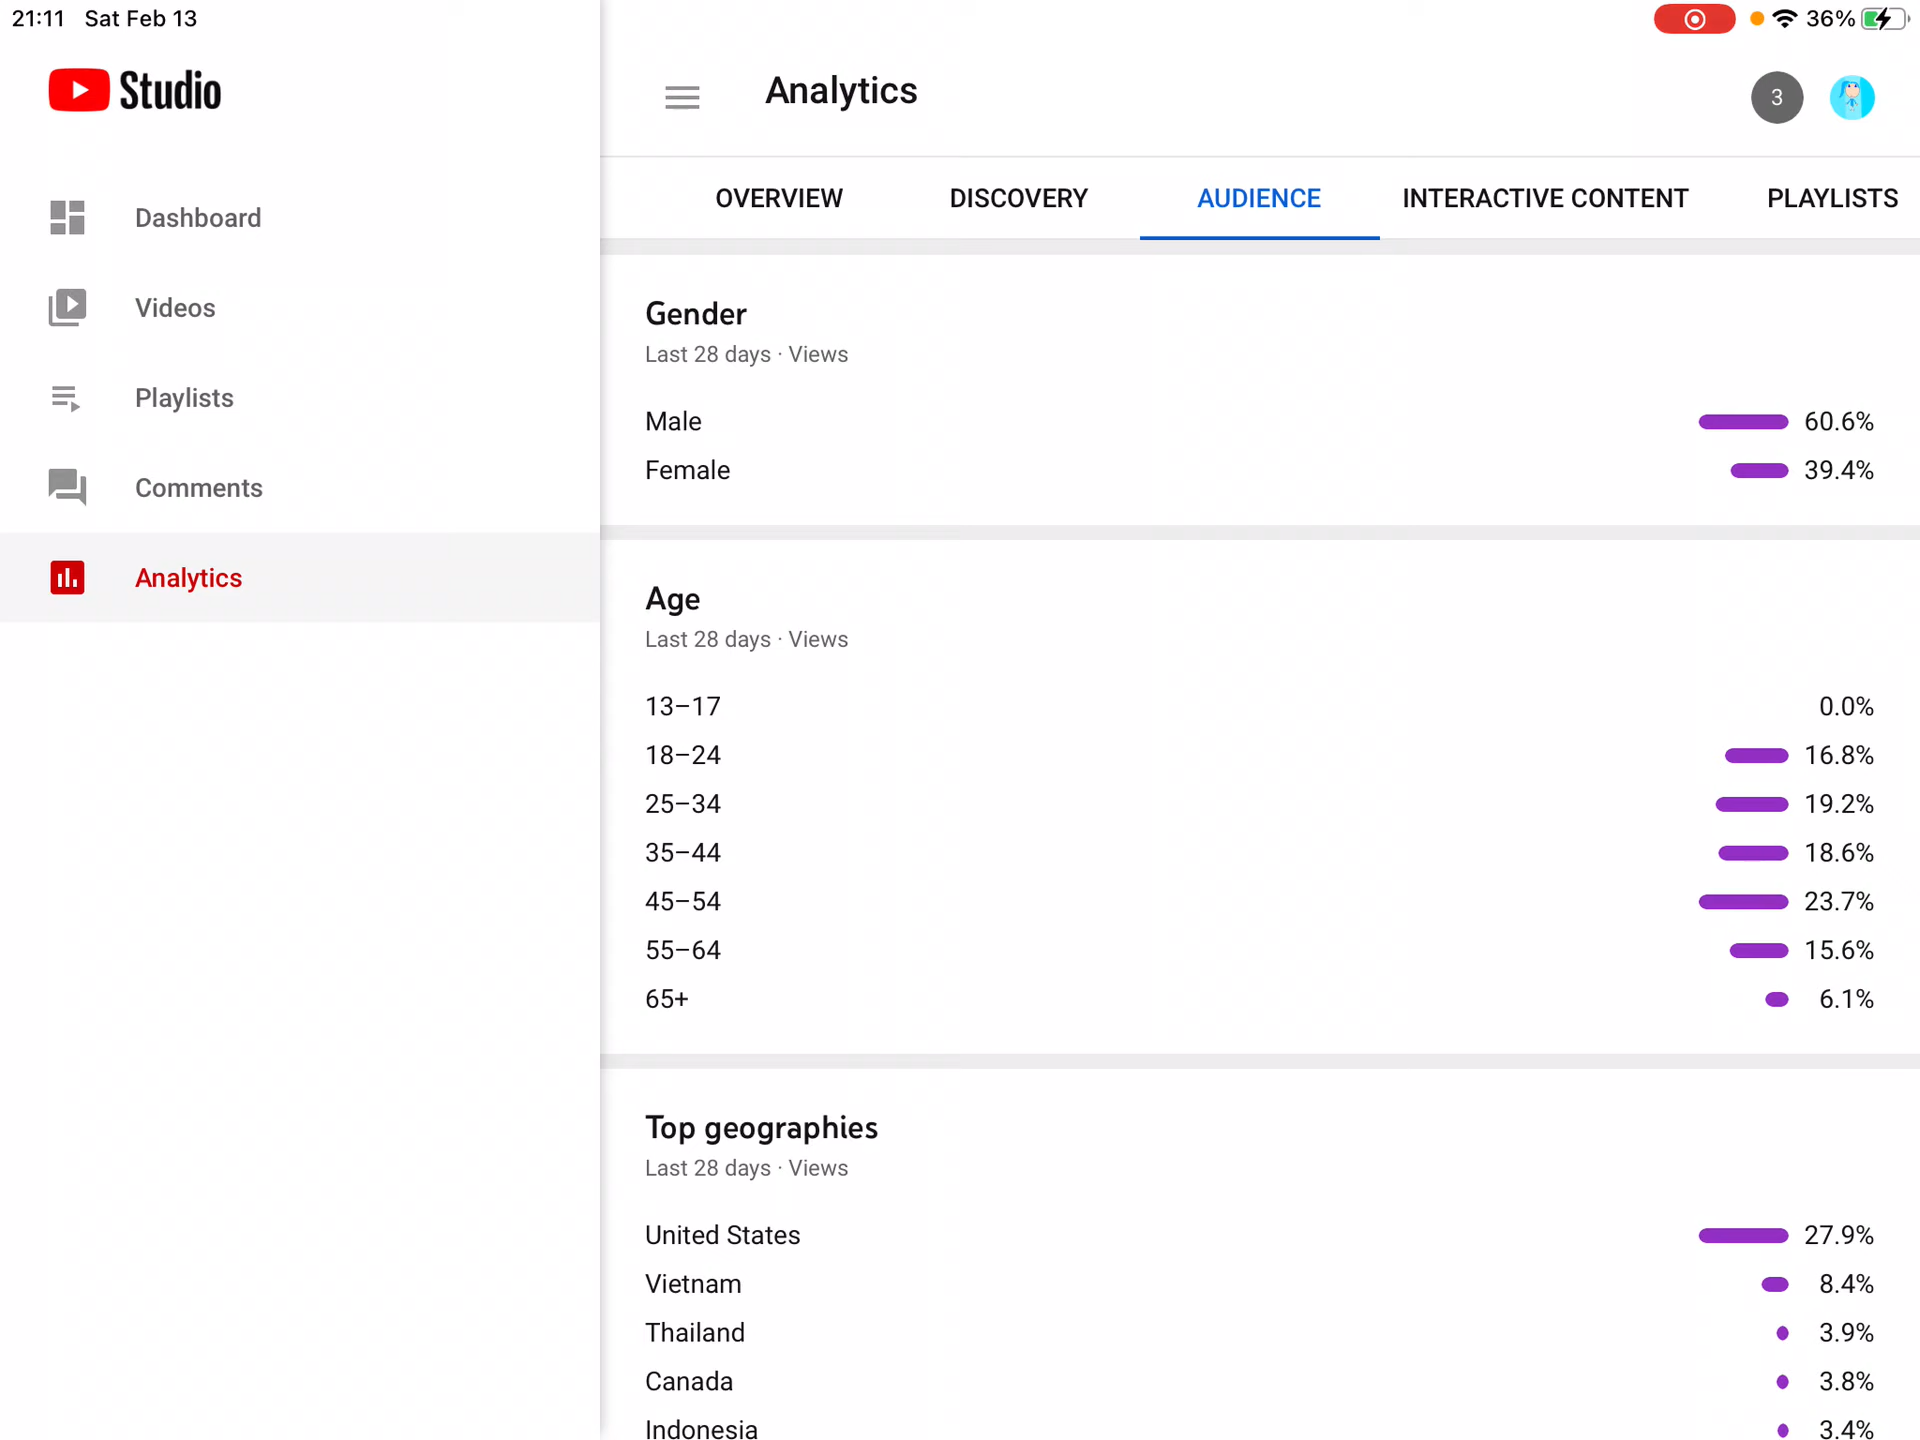 21:11 Sat Feb 13
36%
Studio
Dashboard
Videos
Playlists
Comments
Analytics
Analytics
3
OVERVIEW DISCOVERY AUDIENCE INTERACTIVE CONTENT PLAYLISTS
Gender
Last 28 days · Views
Male 60.6%
Female 39.4%
Age
Last 28 days · Views
13–17 0.0%
18–24 16.8%
25–34 19.2%
35–44 18.6%
45–54 23.7%
55–64 15.6%
65+ 6.1%
Top geographies
Last 28 days · Views
United States 27.9%
Vietnam 8.4%
Thailand 3.9%
Canada 3.8%
Indonesia 3.4%